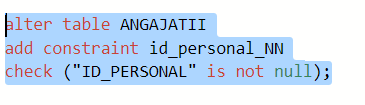 alter table ANGAJATII
add constraint id_personal_NN
check ("ID_PERSONAL" is not null);